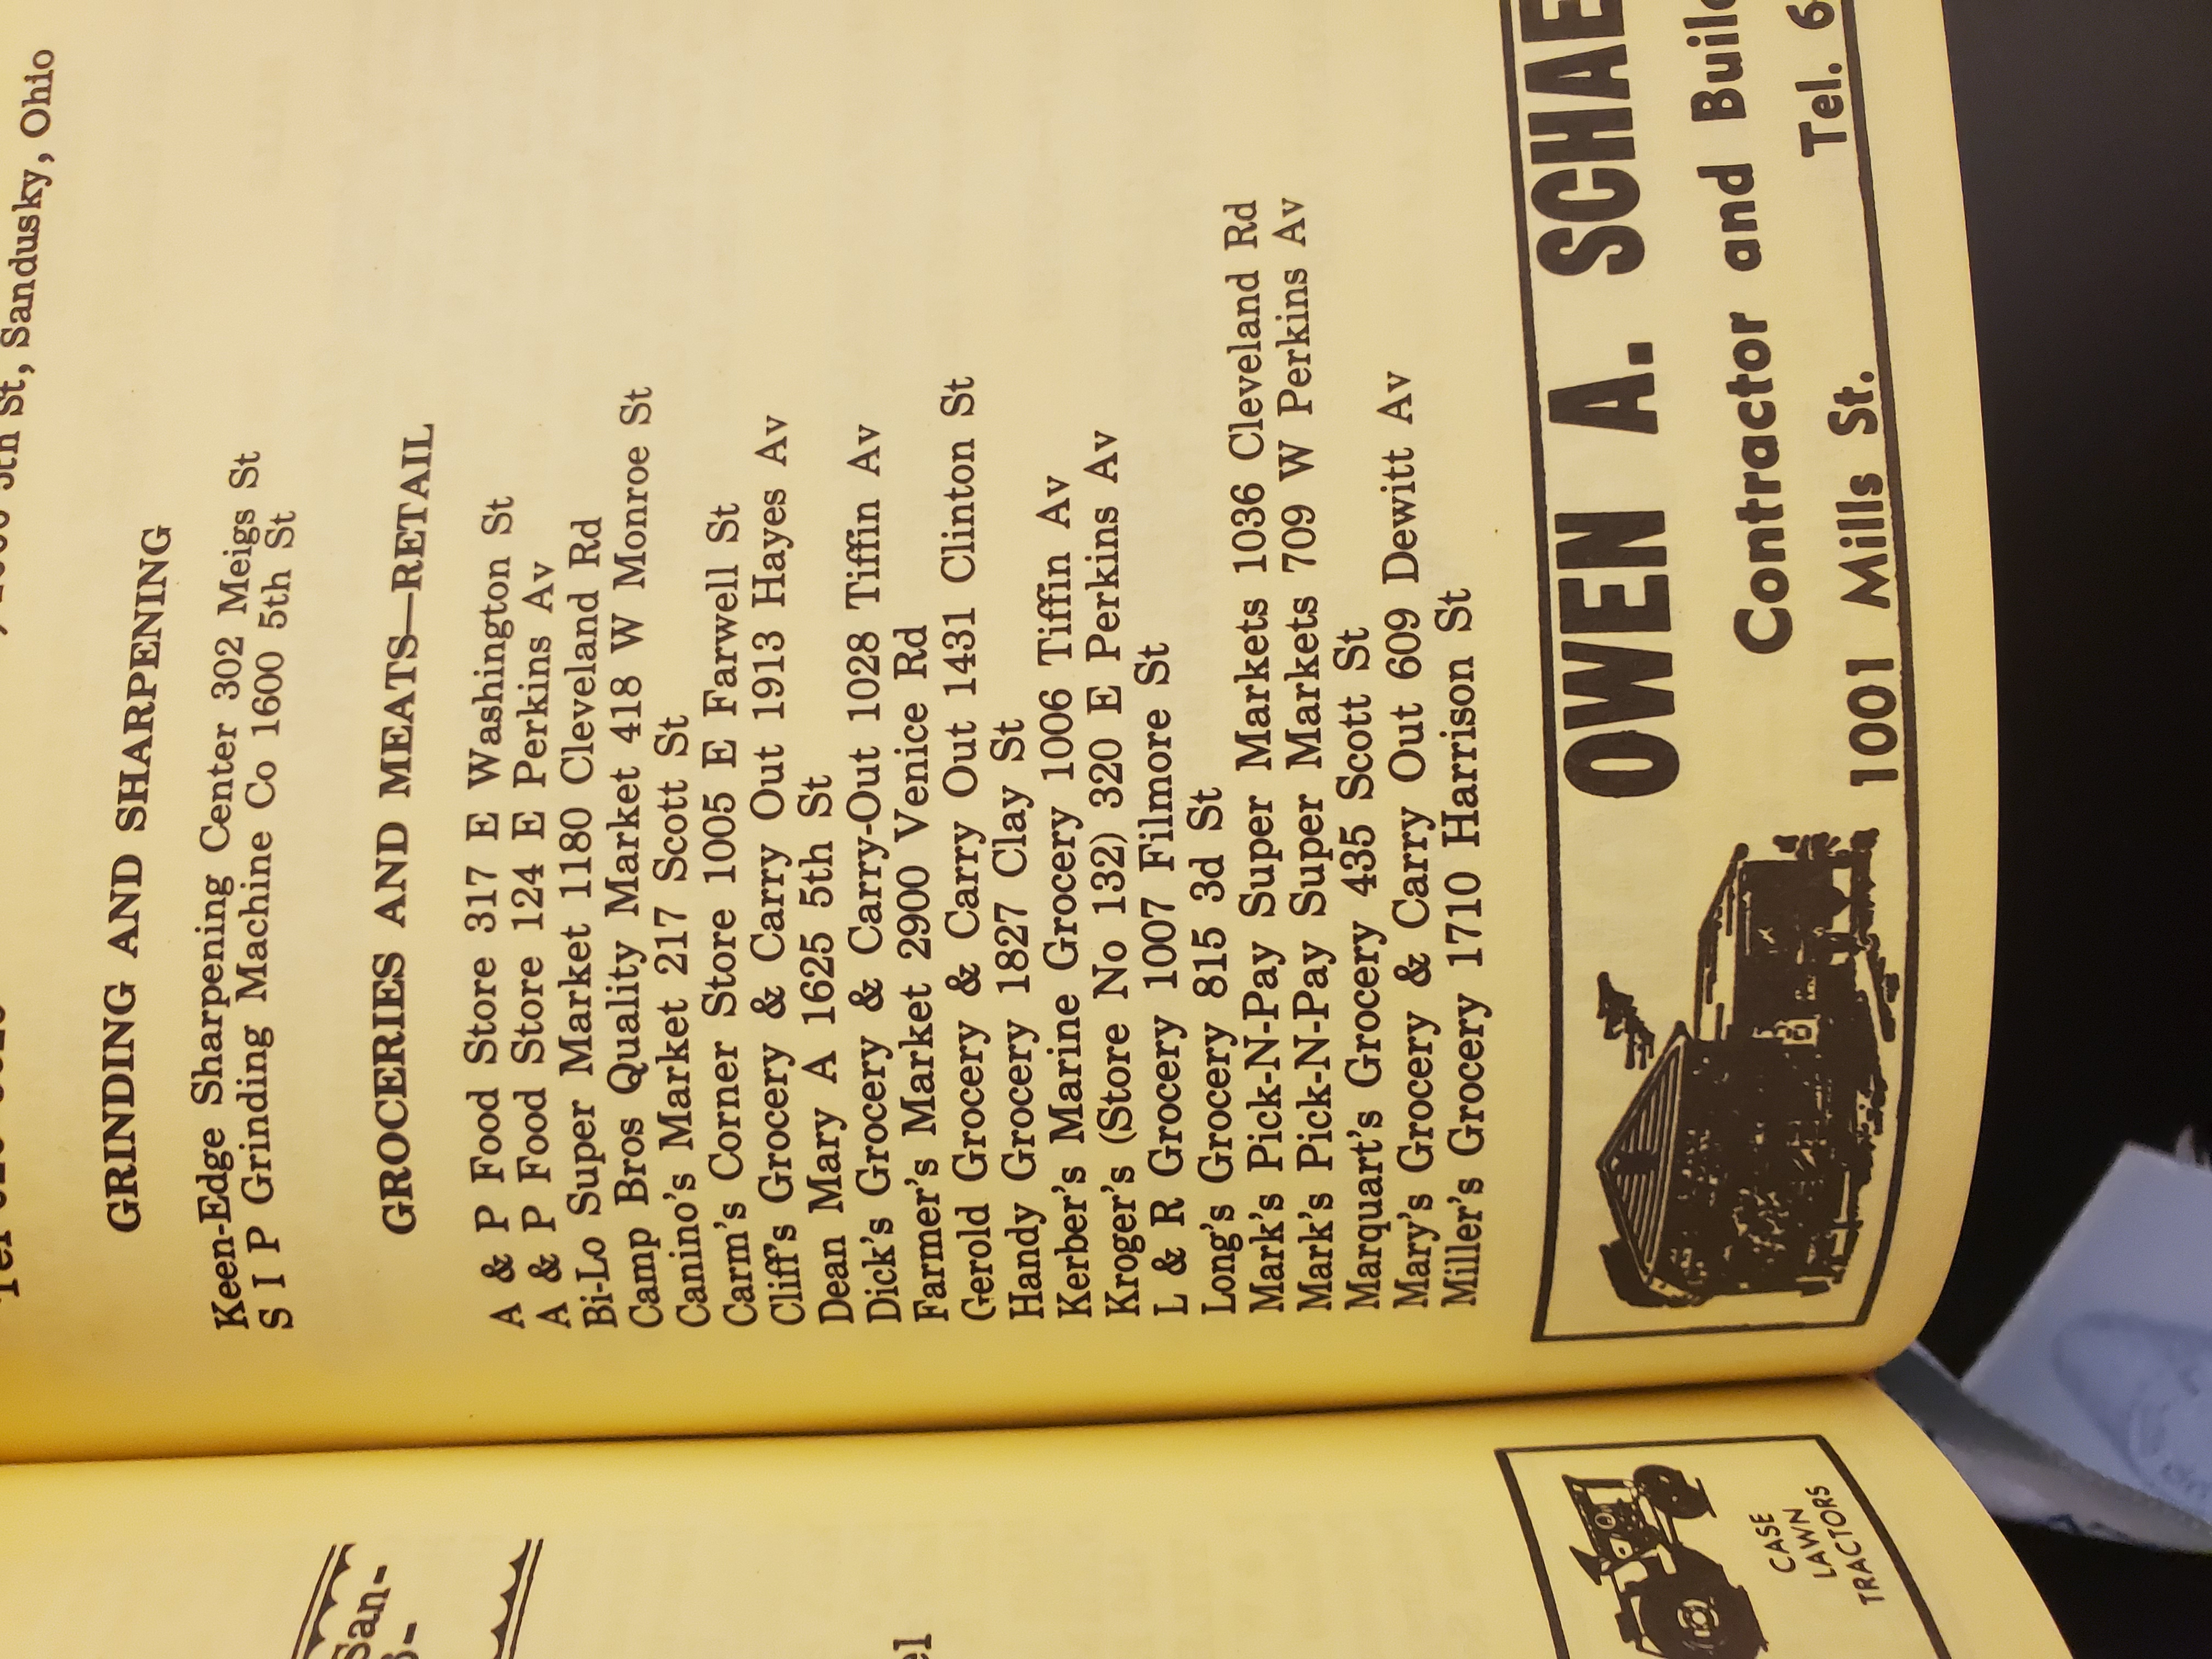 5th St, Sandusky, Ohio
GRINDING AND SHARPENING
Keen-Edge Sharpening Center 302 Meigs St
S I P Grinding Machine Co 1600 5th St
GROCERIES AND MEATS—RETAIL
A & P Food Store 317 E Washington St
A & P Food Store 124 E Perkins Av
Bi-Lo Super Market 1180 Cleveland Rd
Camp Bros Quality Market 418 W Monroe St
Canino's Market 217 Scott St
Carm's Corner Store 1005 E Farwell St
Cliff's Grocery & Carry Out 1913 Hayes Av
Dean Mary A 1625 5th St
Dick's Grocery & Carry-Out 1028 Tiffin Av
Farmer's Market 2900 Venice Rd
Gerold Grocery & Carry Out 1431 Clinton St
Handy Grocery 1827 Clay St
Kerber's Marine Grocery 1006 Tiffin Av
Kroger's (Store No 132) 320 E Perkins Av
L & R Grocery 1007 Filmore St
Long's Grocery 815 3d St
Mark's Pick-N-Pay Super Markets 1036 Cleveland Rd
Mark's Pick-N-Pay Super Markets 709 W Perkins Av
Marquart's Grocery 435 Scott St
Mary's Grocery & Carry Out 609 Dewitt Av
Miller's Grocery 1710 Harrison St
OWEN A. SCHAE
Contractor and Build
1001 Mills St. Tel. 6
San-
CASE
LAWN
TRACTORS